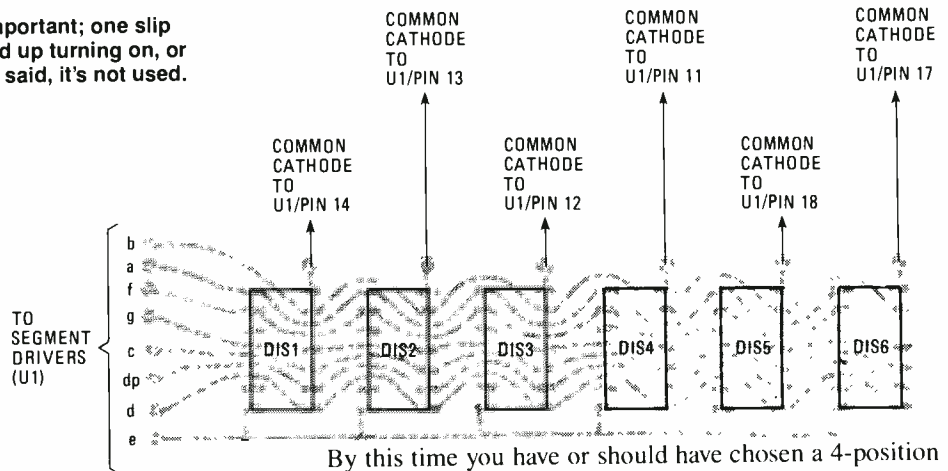 mportant; one slip
d up turning on, or
said, it's not used.
COMMON
CATHODE
TO
U1/PIN 13
COMMON
CATHODE
TO
U1/PIN 11
COMMON
CATHODE
TO
U1/PIN 17
COMMON
CATHODE
TO
U1/PIN 14
COMMON
CATHODE
TO
U1/PIN 12
COMMON
CATHODE
TO
U1/PIN 18
TO
SEGMENT
DRIVERS
(U1)
b
a
f
g
c
dp
d
e
DIS1
DIS2
DIS3
DIS4
DIS5
DIS6
By this time you have or should have chosen a 4-position